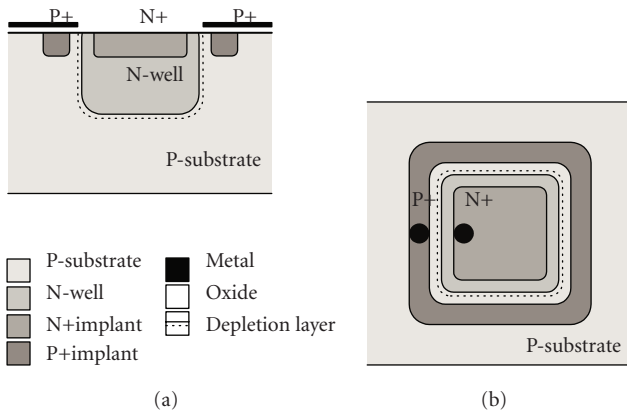 P+ N+ P+
N-well
P-substrate
P+ N+
P-substrate
P-substrate
N-well
N+implant
P+implant
Metal
Oxide
Depletion layer
(a)
(b)